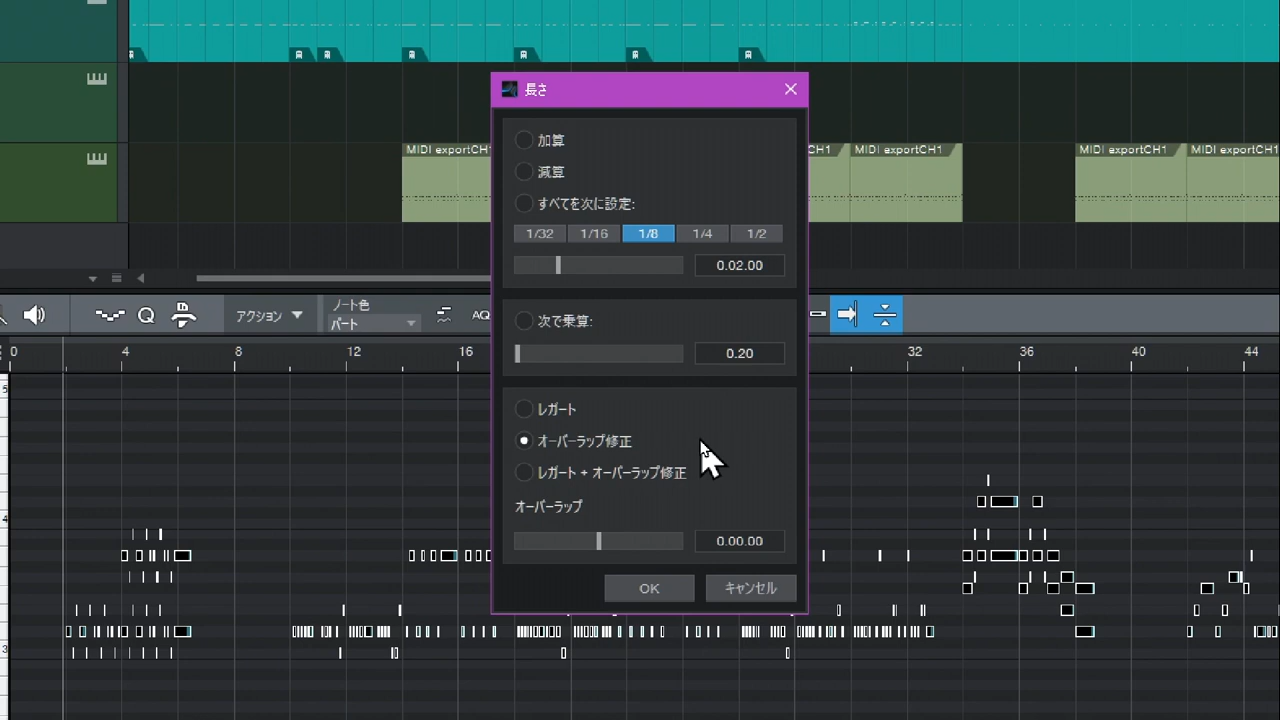 長さ
加算
減算
すべてを次に設定:
1/32 1/16 1/8 1/4 1/2
0.02.00
次で乗算:
0.20
レガート
オーバーラップ修正
レガート + オーバーラップ修正
オーバーラップ
0.00.00
OK キャンセル
MIDI exportCH1 CH1 MIDI exportCH1 MIDI exportCH1 MIDI exportCH1
Q アクション ノート色 AQ
パート
0 4 8 12 16 32 36 40 44
5
4
3